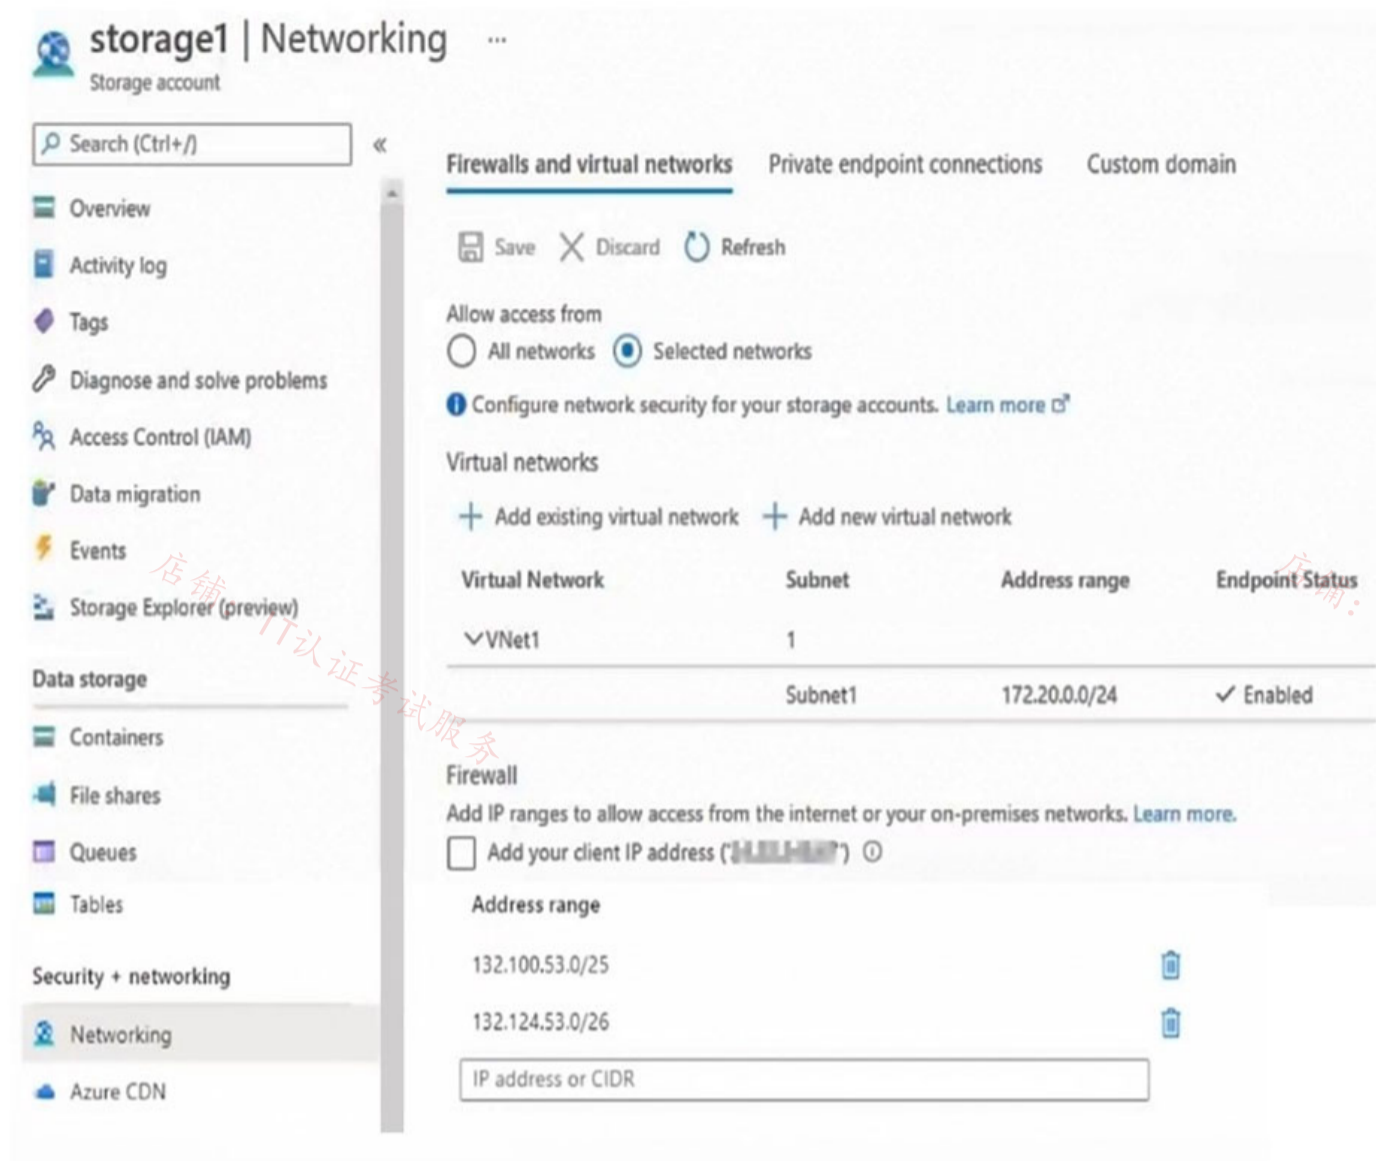 storage1 | Networking ...
Storage account
Search (Ctrl+/)
«
Overview
Activity log
Tags
Diagnose and solve problems
Access Control (IAM)
Data migration
Events
Storage Explorer (preview)
Data storage
Containers
File shares
Queues
Tables
Security + networking
Networking
Azure CDN
Firewalls and virtual networks Private endpoint connections Custom domain
Save Discard Refresh
Allow access from
All networks Selected networks
Configure network security for your storage accounts. Learn more
Virtual networks
Add existing virtual network Add new virtual network
Virtual Network Subnet Address range Endpoint Status
VNet1 1
Subnet1 172.20.0.0/24 Enabled
Firewall
Add IP ranges to allow access from the internet or your on-premises networks. Learn more.
Add your client IP address (' ')
Address range
132.100.53.0/25
132.124.53.0/26
IP address or CIDR
店铺: IT认证考试服务
店铺: